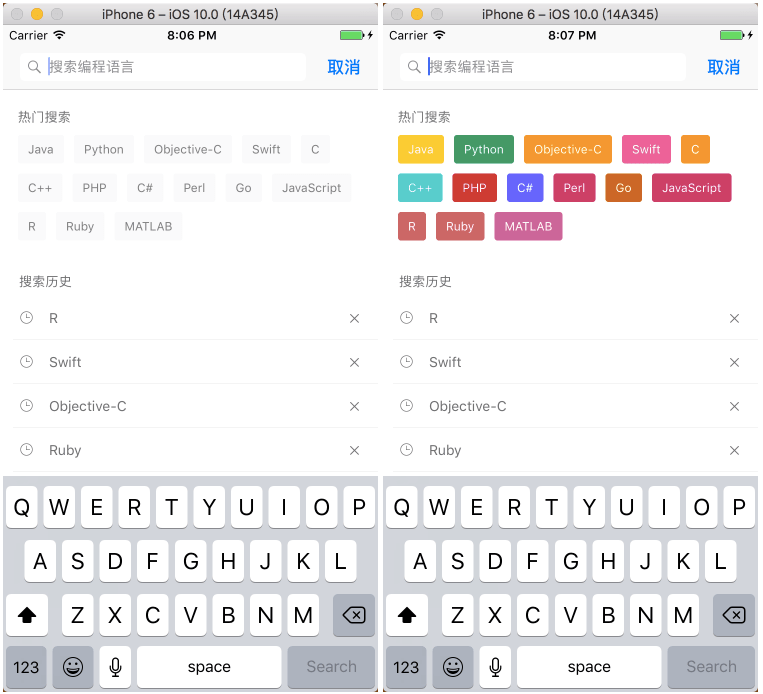 iPhone 6 – iOS 10.0 (14A345)
Carrier 8:06 PM
搜索编程语言 取消
热门搜索
Java Python Objective-C Swift C
C++ PHP C# Perl Go JavaScript
R Ruby MATLAB
搜索历史
R
Swift
Objective-C
Ruby
Q W E R T Y U I O P
A S D F G H J K L
Z X C V B N M
123 space Search
iPhone 6 – iOS 10.0 (14A345)
Carrier 8:07 PM
搜索编程语言 取消
热门搜索
Java Python Objective-C Swift C
C++ PHP C# Perl Go JavaScript
R Ruby MATLAB
搜索历史
R
Swift
Objective-C
Ruby
Q W E R T Y U I O P
A S D F G H J K L
Z X C V B N M
123 space Search